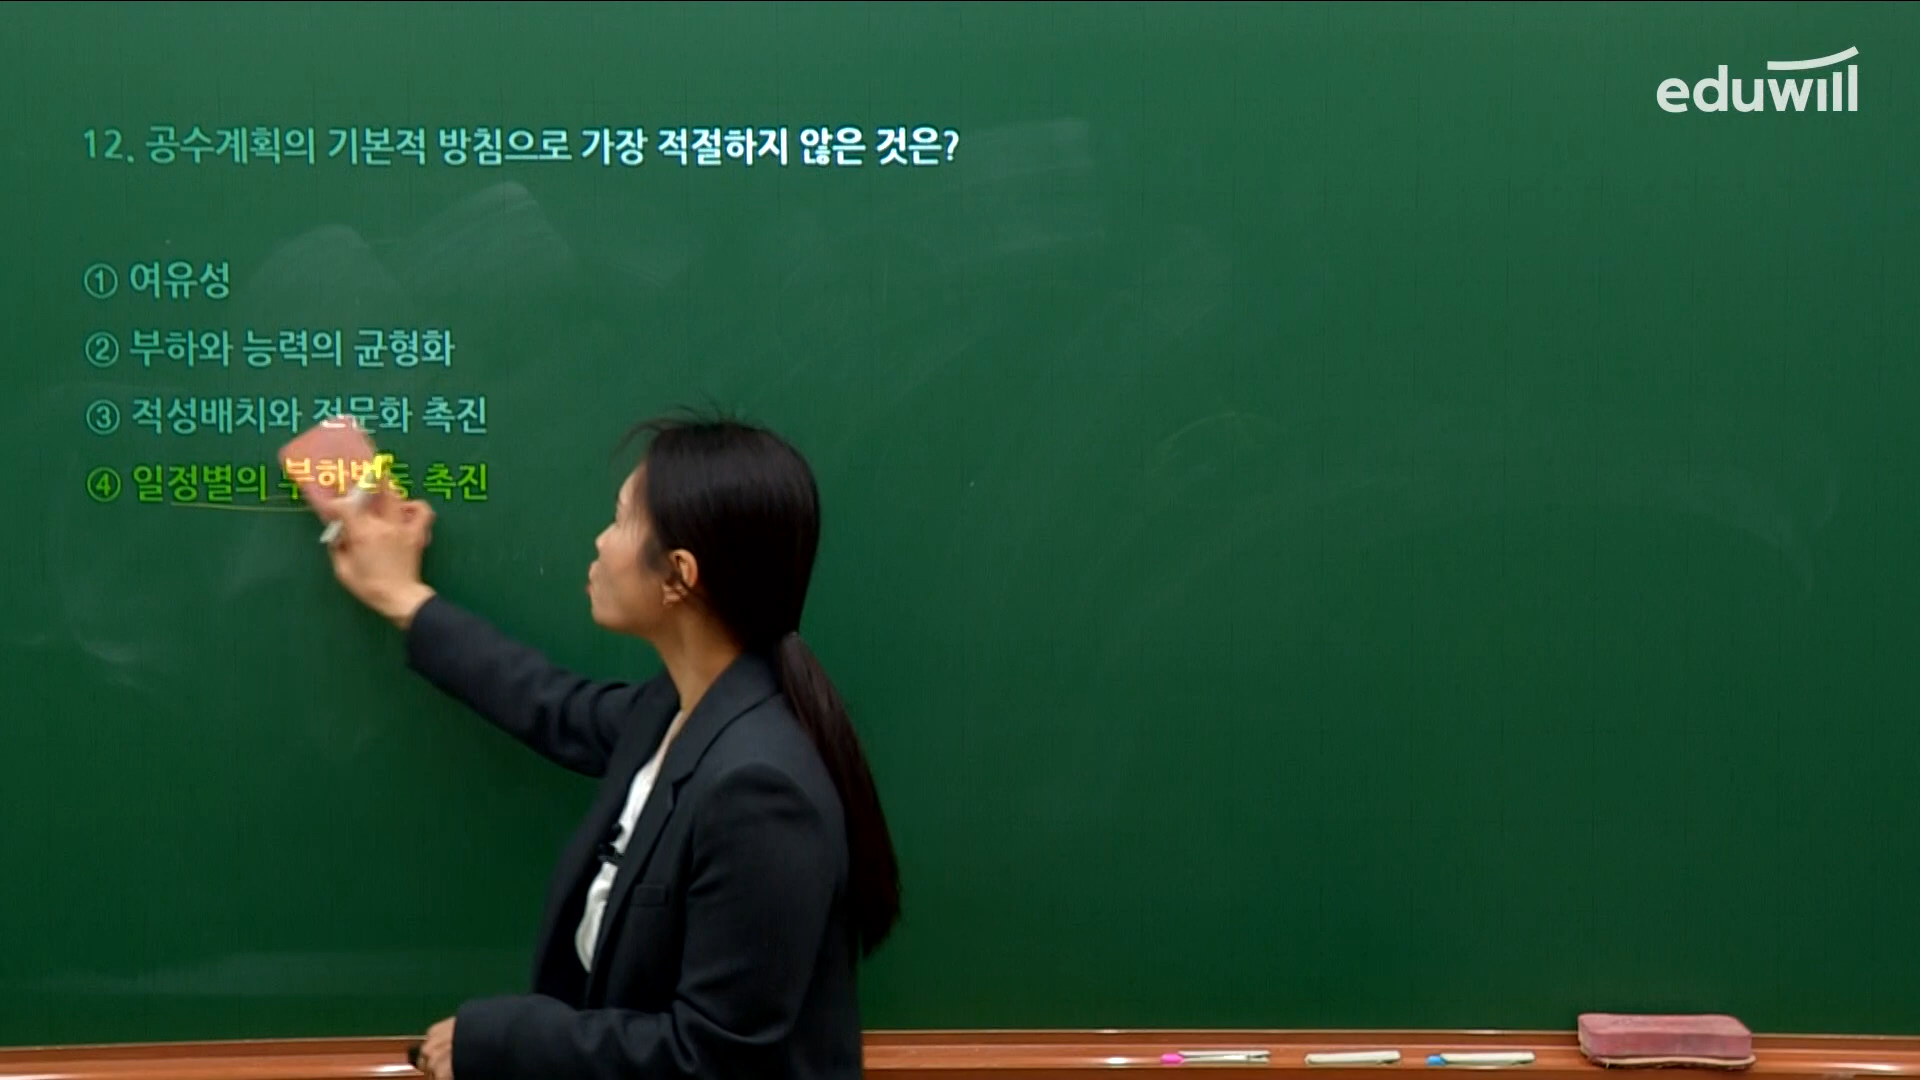 eduwill
12. 공수계획의 기본적 방침으로 가장 적절하지 않은 것은?
① 여유성
② 부하와 능력의 균형화
③ 적성배치와 전문화 촉진
④ 일정별의 부하변동 촉진